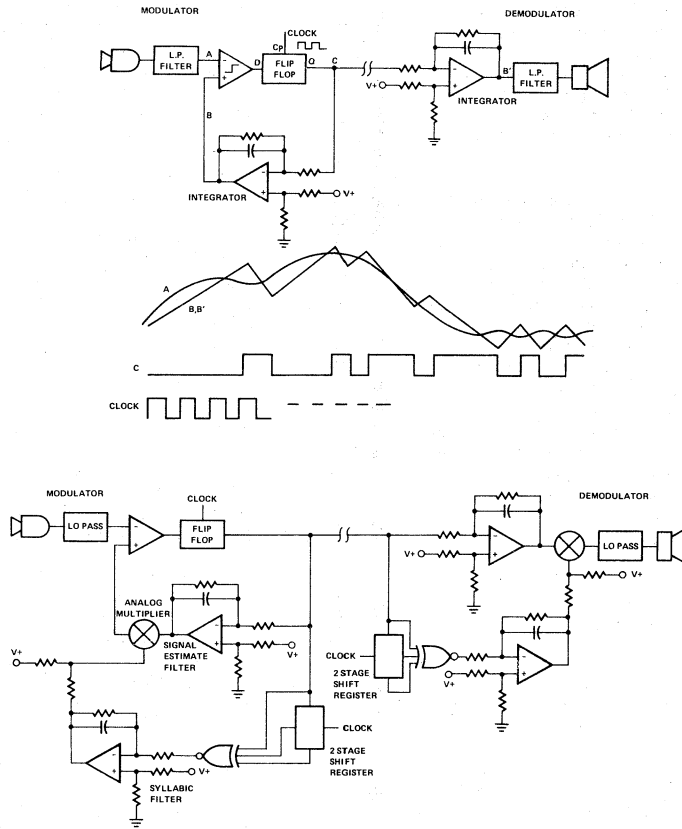 MODULATOR
DEMODULATOR
CLOCK
CP
L.P.
FILTER
A
D
FLIP
FLOP
Q
C
B
INTEGRATOR
V+
V+
INTEGRATOR
B'
L.P.
FILTER
A
B,B'
C
CLOCK
MODULATOR
DEMODULATOR
CLOCK
LO PASS
FLIP
FLOP
ANALOG
MULTIPLIER
SIGNAL
ESTIMATE
FILTER
V+
V+
CLOCK
2 STAGE
SHIFT
REGISTER
V+
SYLLABIC
FILTER
V+
LO PASS
V+
CLOCK
2 STAGE
SHIFT
REGISTER
V+